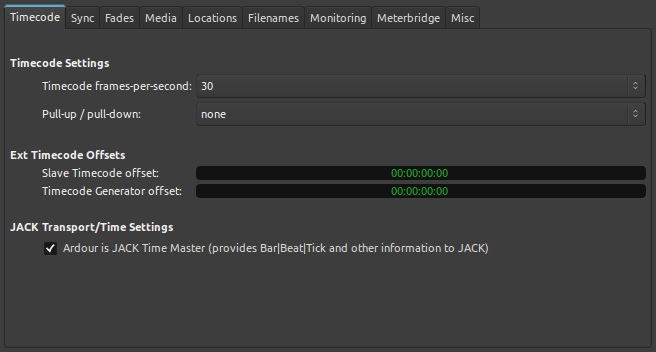 Timecode Sync Fades Media Locations Filenames Monitoring Meterbridge Misc
Timecode Settings
Timecode frames-per-second: 30
Pull-up / pull-down: none
Ext Timecode Offsets
Slave Timecode offset: 00:00:00:00
Timecode Generator offset: 00:00:00:00
JACK Transport/Time Settings
Ardour is JACK Time Master (provides Bar|Beat|Tick and other information to JACK)